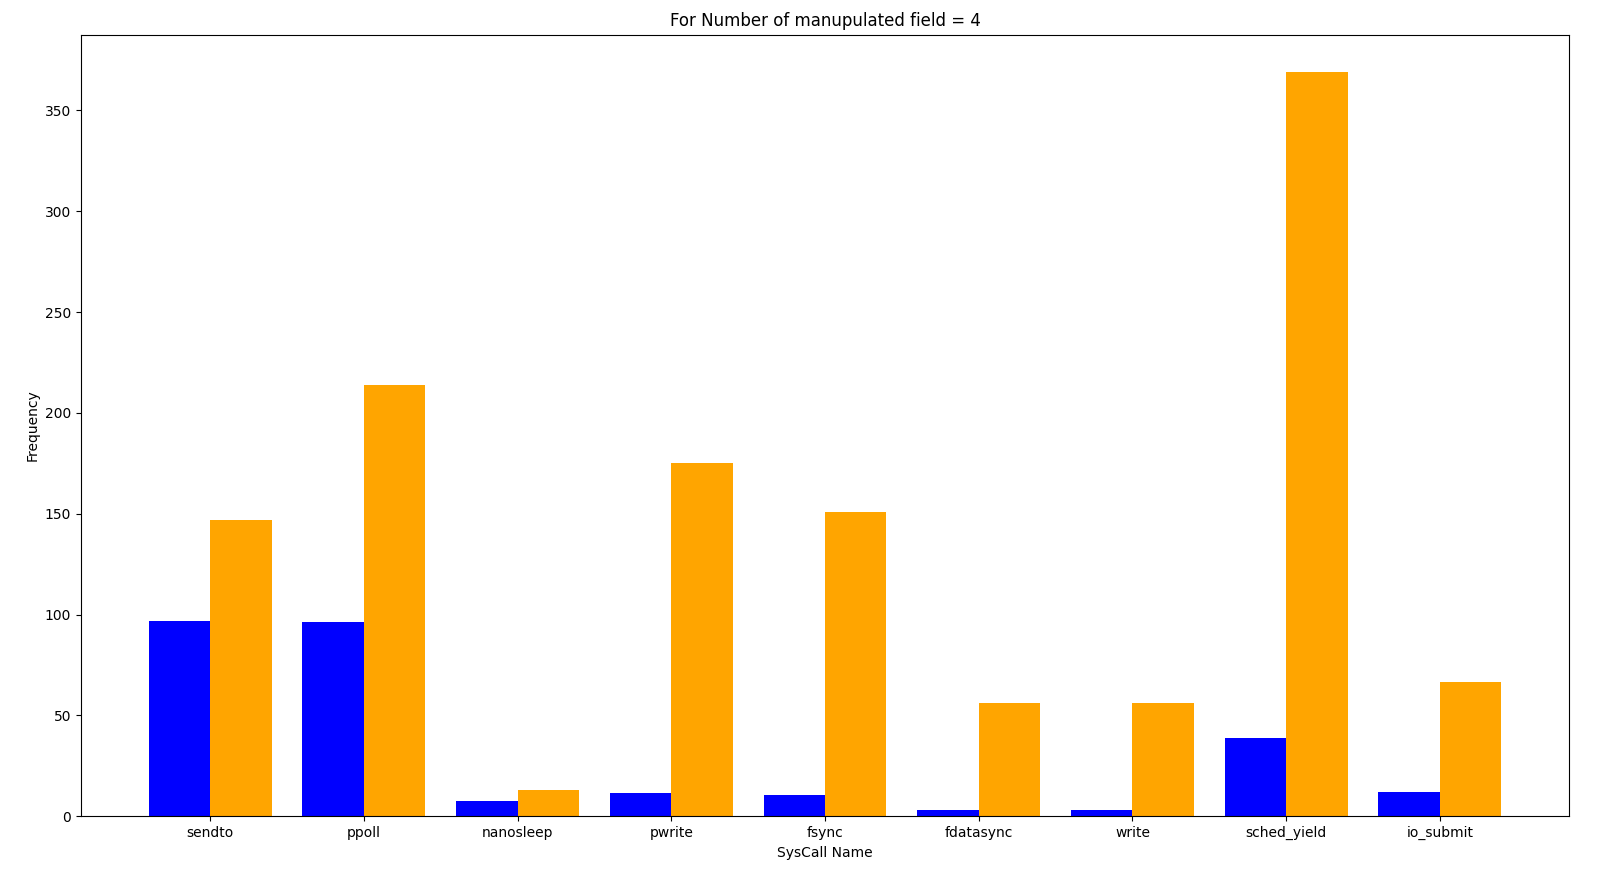 For Number of manupulated field = 4
Frequency
350
300
250
200
150
100
50
0
sendto ppoll nanosleep pwrite fsync fdatasync write sched_yield io_submit
SysCall Name